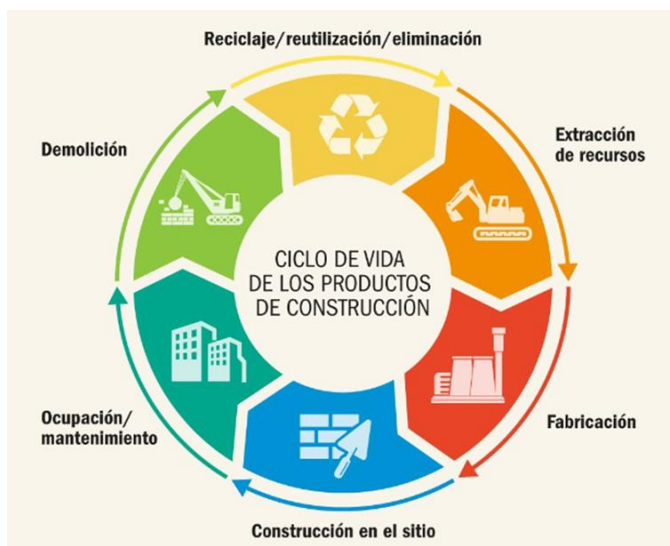 Reciclaje/reutilización/eliminación
Demolición
Extracción
de recursos
CICLO DE VIDA
DE LOS PRODUCTOS
DE CONSTRUCCIÓN
Ocupación/
mantenimiento
Fabricación
Construcción en el sitio